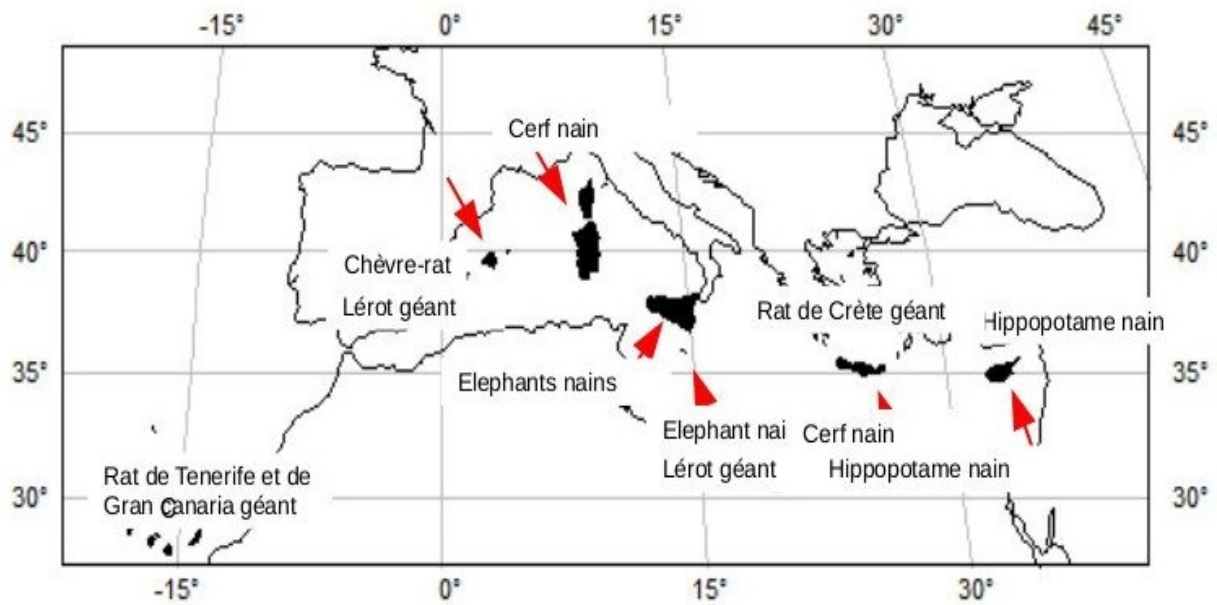 -15° 0° 15° 30° 45°
45° 45°
Cerf nain
40° 40°
Chèvre-rat
Lérot géant
Rat de Crète géant
Hippopotame nain
35° 35°
Elephants nains
Elephant nai
Cerf nain
Lérot géant
Hippopotame nain
Rat de Tenerife et de
Gran Canaria géant
30° 30°
-15° 0° 15° 30°